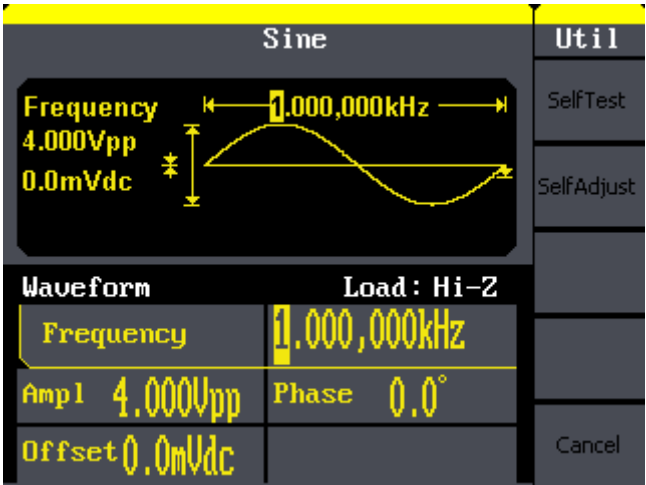 Sine
Util
Frequency 1.000,000kHz
4.000Vpp
0.0mVdc
SelfTest
SelfAdjust
Waveform Load: Hi-Z
Frequency 1.000,000kHz
Ampl 4.000Vpp Phase 0.0°
Offset 0.0mVdc
Cancel